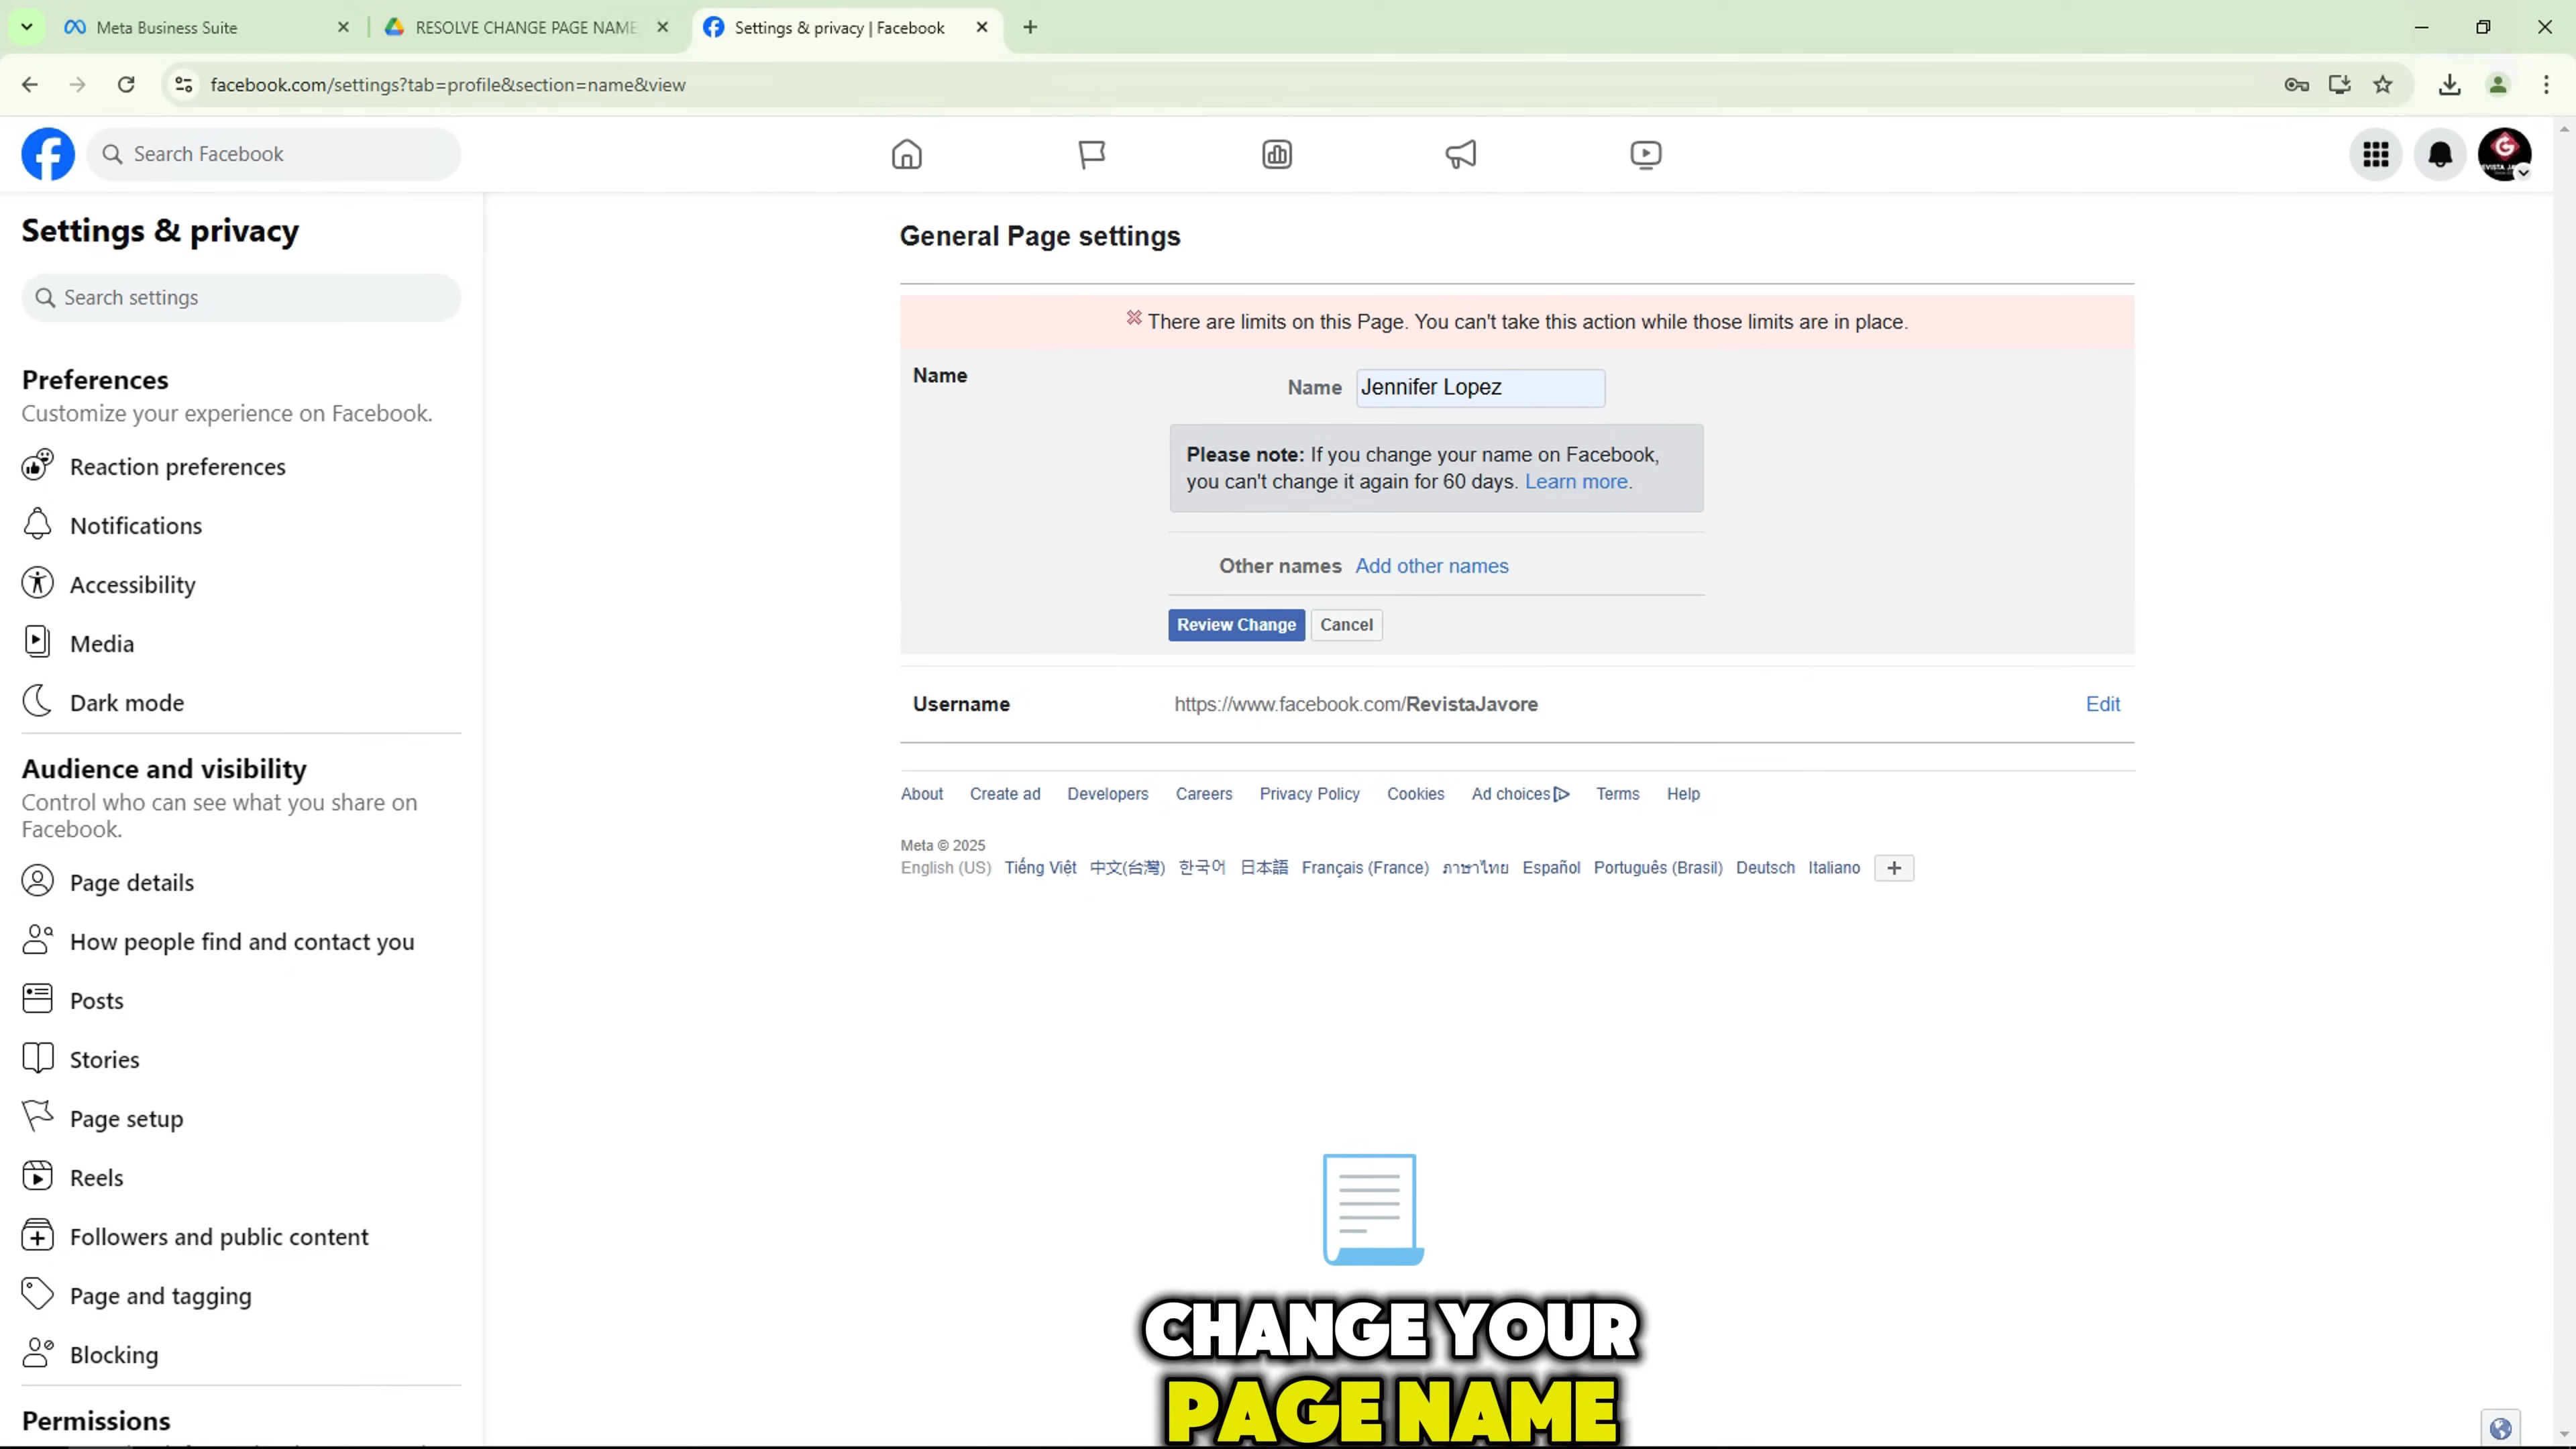 Meta Business Suite
RESOLVE CHANGE PAGE NAME
Settings & privacy | Facebook
facebook.com/settings?tab=profile&section=name&view
Search Facebook
Settings & privacy
Search settings
Preferences
Customize your experience on Facebook.
Reaction preferences
Notifications
Accessibility
Media
Dark mode
Audience and visibility
Control who can see what you share on
Facebook.
Page details
How people find and contact you
Posts
Stories
Page setup
Reels
Followers and public content
Page and tagging
Blocking
Permissions
General Page settings
There are limits on this Page. You can't take this action while those limits are in place.
Name
Name Jennifer Lopez
Please note: If you change your name on Facebook,
you can't change it again for 60 days. Learn more.
Other names Add other names
Review Change Cancel
Username https://www.facebook.com/RevistaJavore Edit
About Create ad Developers Careers Privacy Policy Cookies Ad choices Terms Help
Meta © 2025
English (US) Tiếng Việt 中文(台灣) 한국어 日本語 Français (France) ภาษาไทย Español Português (Brasil) Deutsch Italiano
CHANGE YOUR
PAGE NAME